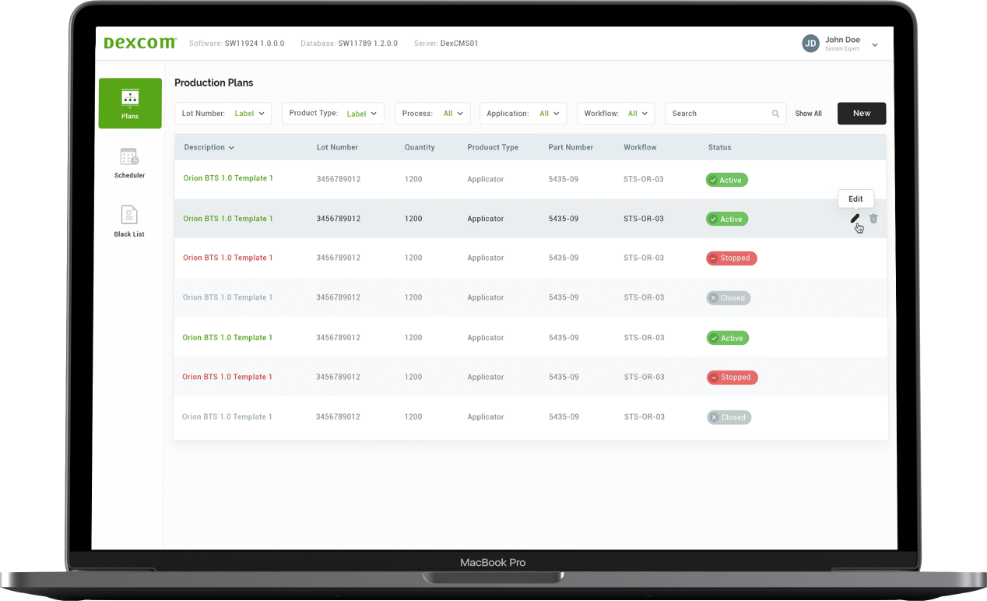 Dexcom Software: SW11924 1.0.0.0 Database: SW11789 1.2.0.0 Server: DexCMS01 JD John Doe
System Expert
Plans
Scheduler
Black List
Production Plans
Lot Number: Label Product Type: Label Process: All Application: All Workflow: All Search Show All New
Description Lot Number Quantity Producut Type Part Number Workflow Status
Orion BTS 1.0 Template 1 3456789012 1200 Applicator 5435-09 STS-OR-03 Active
Edit
Orion BTS 1.0 Template 1 3456789012 1200 Applicator 5435-09 STS-OR-03 Active
Orion BTS 1.0 Template 1 3456789012 1200 Applicator 5435-09 STS-OR-03 Stopped
Orion BTS 1.0 Template 1 3456789012 1200 Applicator 5435-09 STS-OR-03 Closed
Orion BTS 1.0 Template 1 3456789012 1200 Applicator 5435-09 STS-OR-03 Active
Orion BTS 1.0 Template 1 3456789012 1200 Applicator 5435-09 STS-OR-03 Stopped
Orion BTS 1.0 Template 1 3456789012 1200 Applicator 5435-09 STS-OR-03 Closed
MacBook Pro